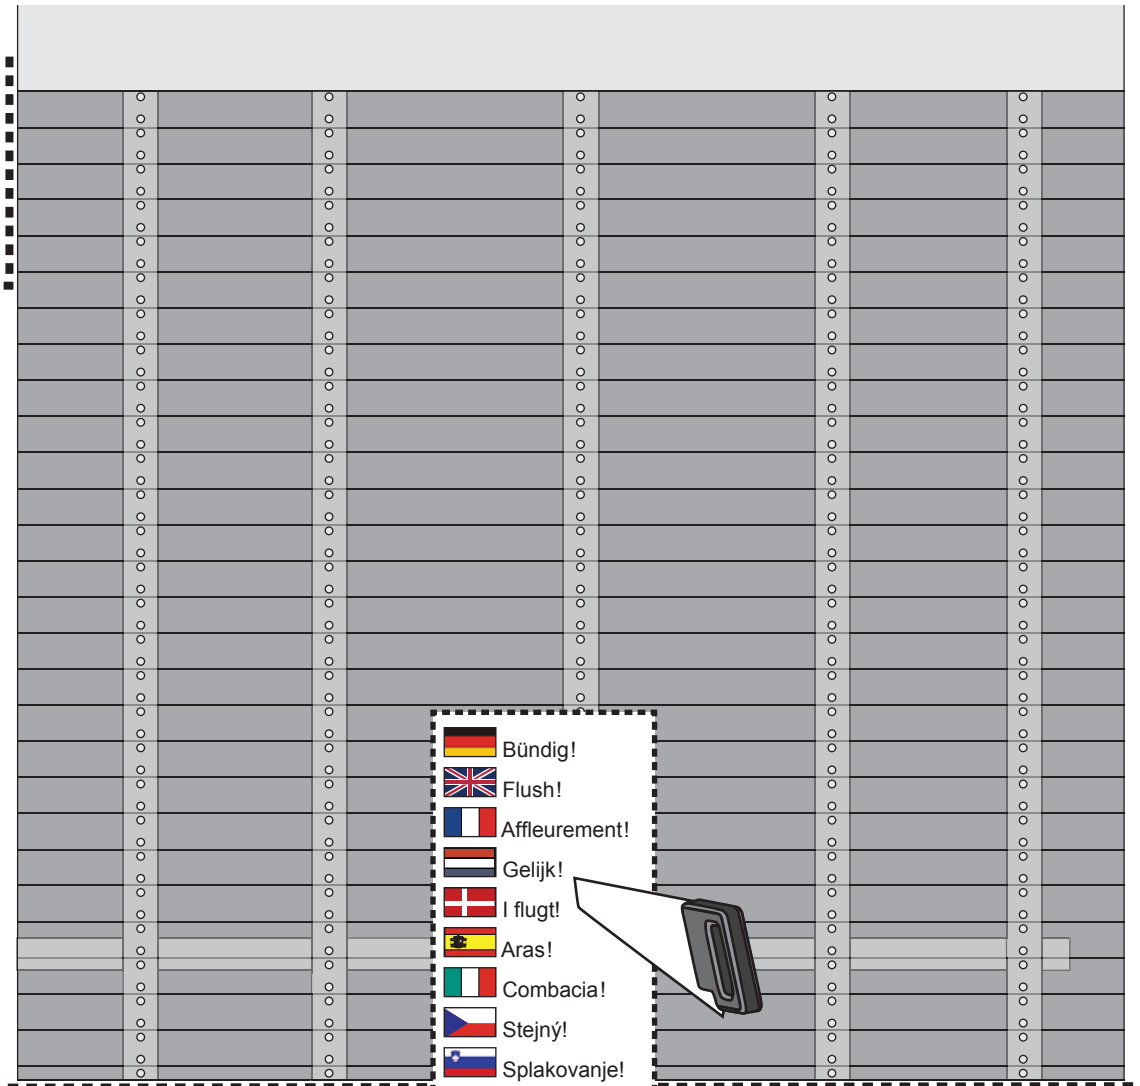 Bündig!
Flush!
Affleurement!
Gelijk!
I flugt!
Aras!
Combacia!
Stejný!
Splakovanje!